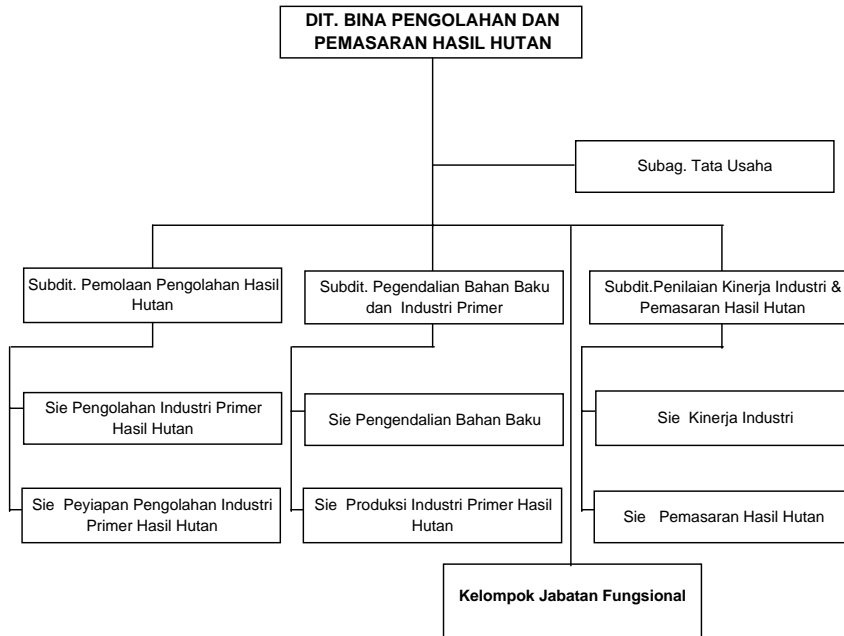 DIT. BINA PENGOLAHAN DAN
PEMASARAN HASIL HUTAN
Subag. Tata Usaha
Subdit. Pemolaan Pengolahan Hasil
Hutan
Subdit. Pegendalian Bahan Baku
dan Industri Primer
Subdit.Penilaian Kinerja Industri &
Pemasaran Hasil Hutan
Sie Pengolahan Industri Primer
Hasil Hutan
Sie Pengendalian Bahan Baku
Sie Kinerja Industri
Sie Peyiapan Pengolahan Industri
Primer Hasil Hutan
Sie Produksi Industri Primer Hasil
Hutan
Sie Pemasaran Hasil Hutan
Kelompok Jabatan Fungsional